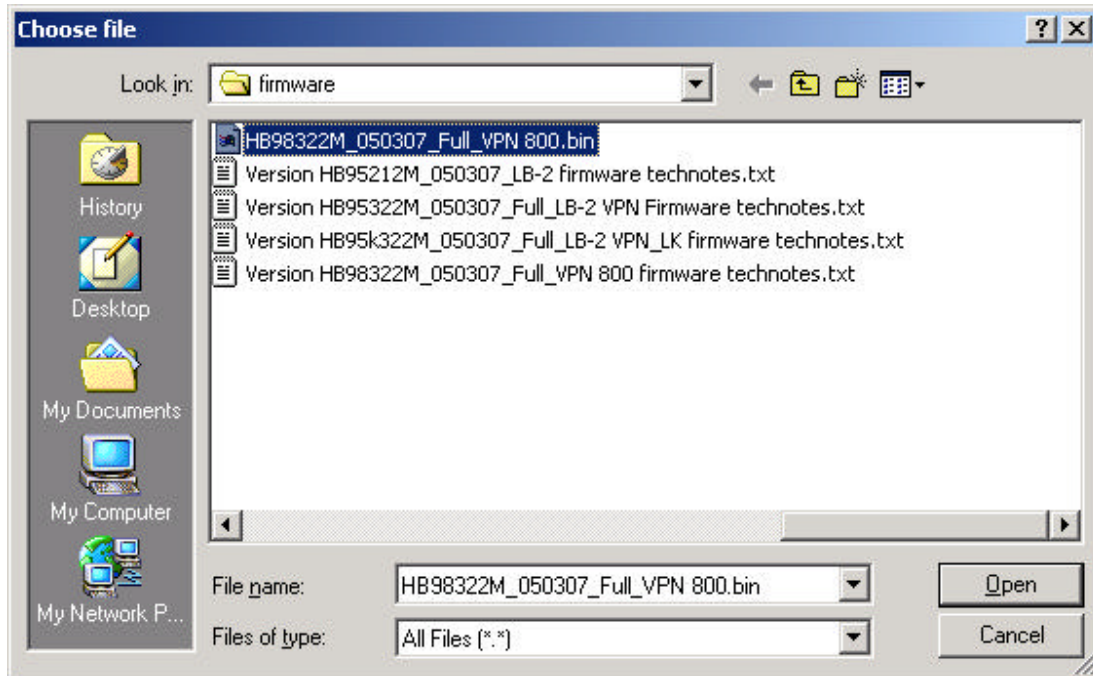 Choose file
Look in:
firmware
HB98322M_050307_Full_VPN 800.bin
Version HB95212M_050307_LB-2 firmware technotes.txt
Version HB95322M_050307_Full_LB-2 VPN Firmware technotes.txt
Version HB95k322M_050307_Full_LB-2 VPN_LK firmware technotes.txt
Version HB98322M_050307_Full_VPN 800 firmware technotes.txt
History
Desktop
My Documents
My Computer
My Network P...
File name:
HB98322M_050307_Full_VPN 800.bin
Open
Files of type:
All Files (*.*)
Cancel